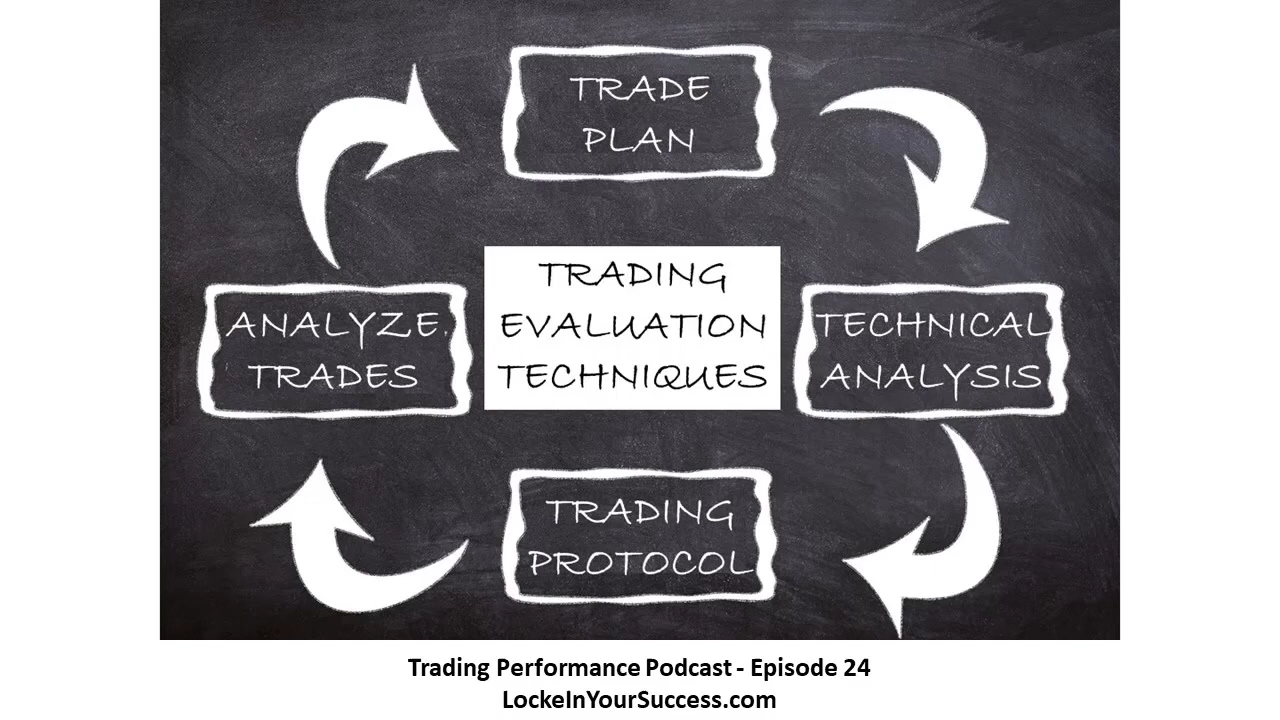 TRADE
PLAN
TRADING
EVALUATION
TECHNIQUES
ANALYZE
TRADES
TECHNICAL
ANALYSIS
TRADING
PROTOCOL
Trading Performance Podcast - Episode 24
LockeInYourSuccess.com